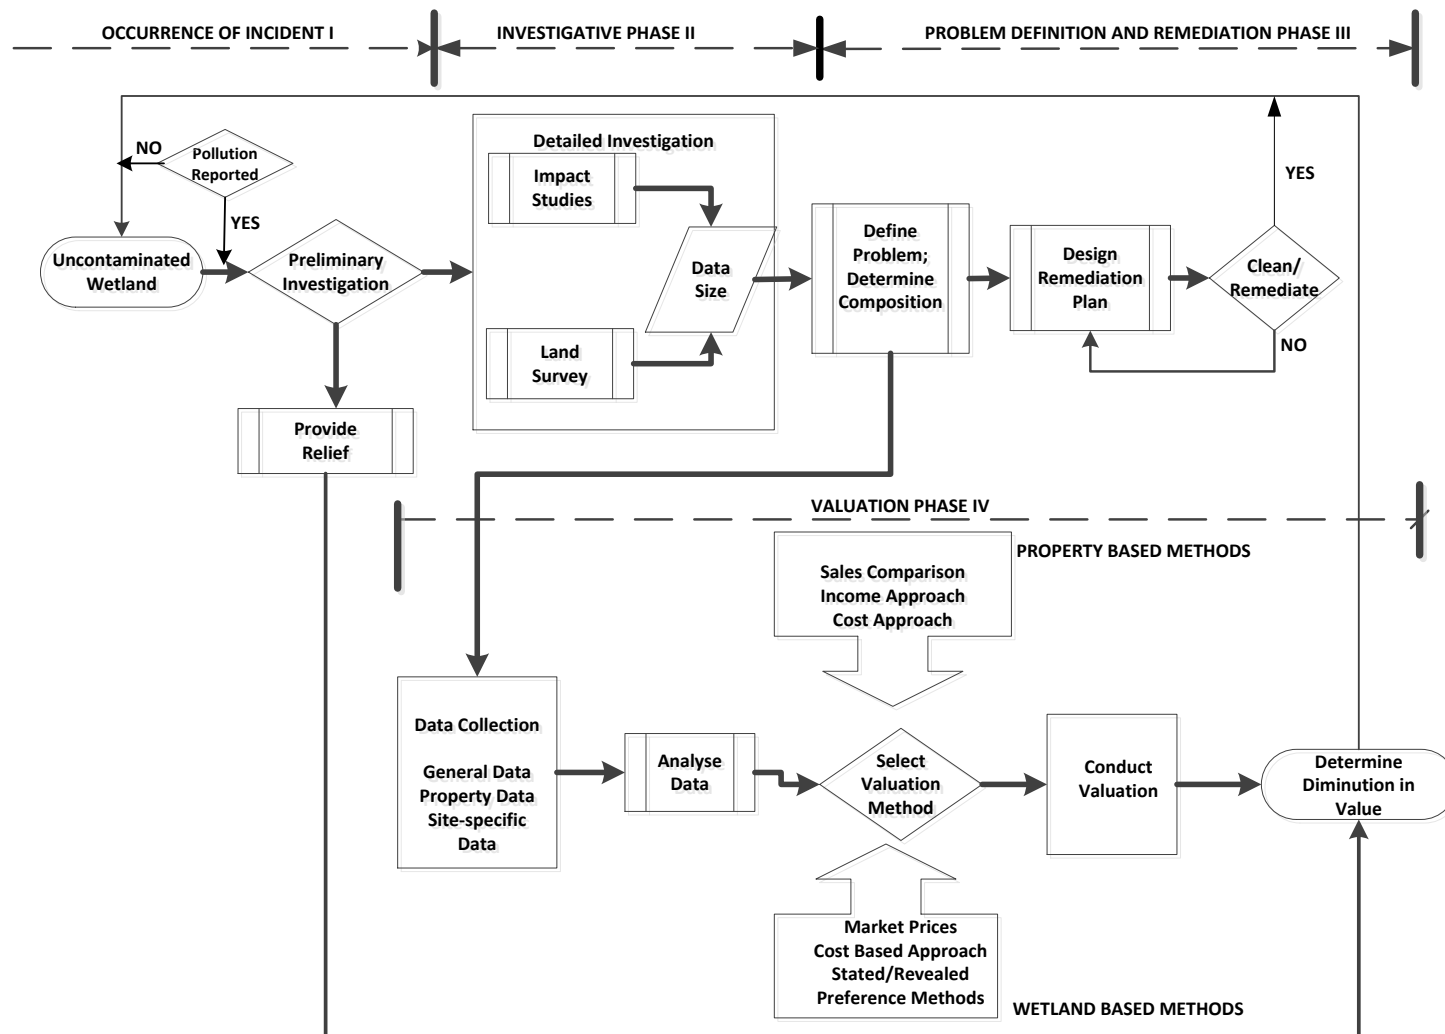 OCCURRENCE OF INCIDENT I
INVESTIGATIVE PHASE II
PROBLEM DEFINITION AND REMEDIATION PHASE III
NO
Pollution
Reported
YES
Uncontaminated
Wetland
Preliminary
Investigation
Provide
Relief
Detailed Investigation
Impact
Studies
Data
Size
Land
Survey
Define
Problem;
Determine
Composition
Design
Remediation
Plan
Clean/
Remediate
YES
NO
VALUATION PHASE IV
PROPERTY BASED METHODS
Sales Comparison
Income Approach
Cost Approach
Data Collection
General Data
Property Data
Site-specific
Data
Analyse
Data
Select
Valuation
Method
Conduct
Valuation
Determine
Diminution in
Value
Market Prices
Cost Based Approach
Stated/Revealed
Preference Methods
WETLAND BASED METHODS